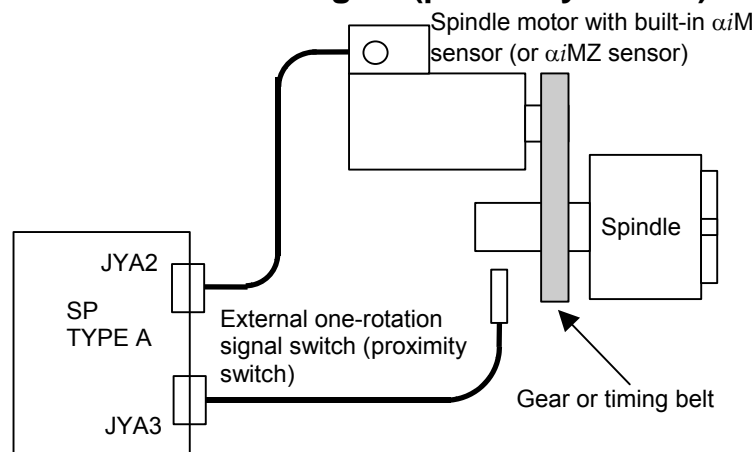 Spindle motor with built-in αiM
sensor (or αiMZ sensor)
Spindle
JYA2
SP
TYPE A
External one-rotation
signal switch (proximity
switch)
Gear or timing belt
JYA3